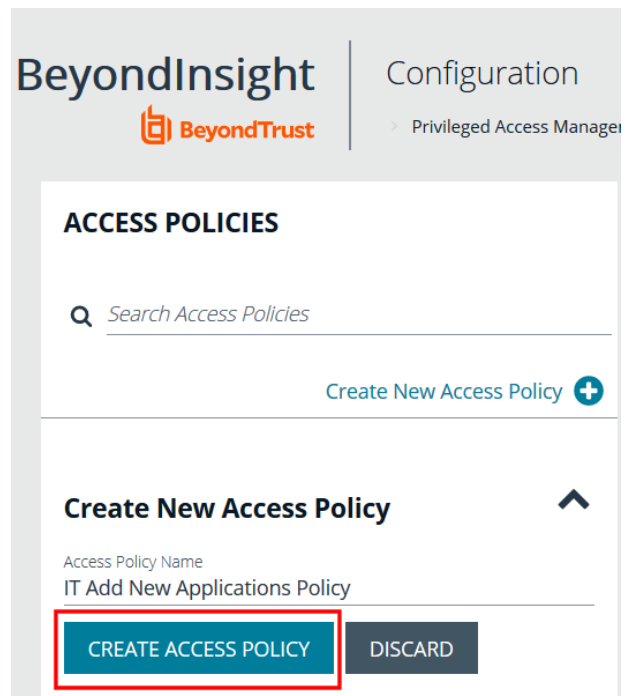 BeyondInsight
BeyondTrust
Configuration
Privileged Access Manager
ACCESS POLICIES
Search Access Policies
Create New Access Policy
Create New Access Policy
Access Policy Name
IT Add New Applications Policy
CREATE ACCESS POLICY
DISCARD